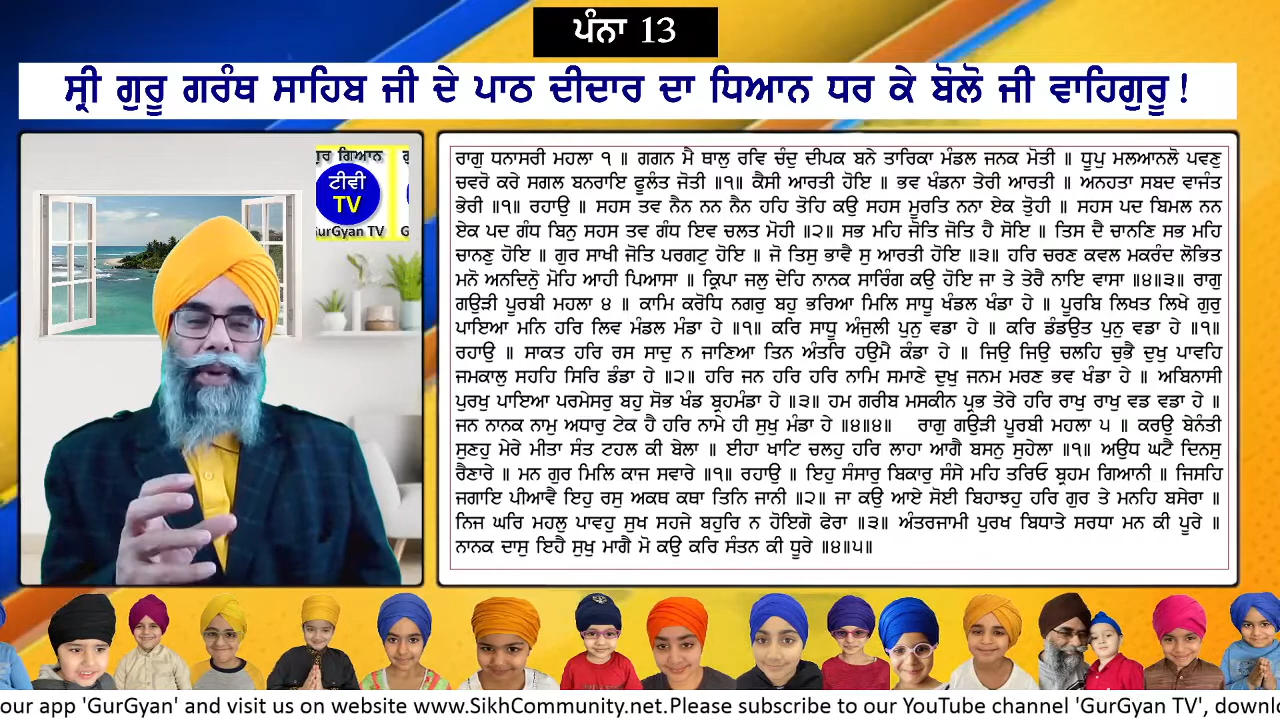 ਪੰਨਾ 13
ਸ੍ਰੀ ਗੁਰੂ ਗਰੰਥ ਸਾਹਿਬ ਜੀ ਦੇ ਪਾਠ ਦੀਦਾਰ ਦਾ ਧਿਆਨ ਧਰ ਕੇ ਬੋਲੋ ਜੀ ਵਾਹਿਗੁਰੂ!
ਗੁਰ ਗਿਆਨ
ਟੀਵੀ
TV
GurGyan TV
ਰਾਗੁ ਧਨਾਸਰੀ ਮਹਲਾ ੧ ॥ ਗਗਨ ਮੈ ਥਾਲੁ ਰਵਿ ਚੰਦੁ ਦੀਪਕ ਬਨੇ ਤਾਰਿਕਾ ਮੰਡਲ ਜਨਕ ਮੋਤੀ ॥ ਧੂਪੁ ਮਲਆਨਲੋ ਪਵਣੁ
ਚਵਰੋ ਕਰੇ ਸਗਲ ਬਨਰਾਇ ਫੂਲੰਤ ਜੋਤੀ ॥੧॥ ਕੈਸੀ ਆਰਤੀ ਹੋਇ ॥ ਭਵ ਖੰਡਨਾ ਤੇਰੀ ਆਰਤੀ ॥ ਅਨਹਤਾ ਸਬਦ ਵਾਜੰਤ
ਭੇਰੀ ॥੧॥ ਰਹਾਉ ॥ ਸਹਸ ਤਵ ਨੈਨ ਨਨ ਨੈਨ ਹਹਿ ਤੋਹਿ ਕਉ ਸਹਸ ਮੂਰਤਿ ਨਨਾ ਏਕ ਤੋੁਹੀ ॥ ਸਹਸ ਪਦ ਬਿਮਲ ਨਨ
ਏਕ ਪਦ ਗੰਧ ਬਿਨੁ ਸਹਸ ਤਵ ਗੰਧ ਇਵ ਚਲਤ ਮੋਹੀ ॥੨॥ ਸਭ ਮਹਿ ਜੋਤਿ ਜੋਤਿ ਹੈ ਸੋਇ ॥ ਤਿਸ ਦੈ ਚਾਨਣਿ ਸਭ ਮਹਿ
ਚਾਨਣੁ ਹੋਇ ॥ ਗੁਰ ਸਾਖੀ ਜੋਤਿ ਪਰਗਟੁ ਹੋਇ ॥ ਜੋ ਤਿਸੁ ਭਾਵੈ ਸੁ ਆਰਤੀ ਹੋਇ ॥੩॥ ਹਰਿ ਚਰਣ ਕਵਲ ਮਕਰੰਦ ਲੋਭਿਤ
ਮਨੋ ਅਨਦਿਨੋੁ ਮੋਹਿ ਆਹੀ ਪਿਆਸਾ ॥ ਕ੍ਰਿਪਾ ਜਲੁ ਦੇਹਿ ਨਾਨਕ ਸਾਰਿੰਗ ਕਉ ਹੋਇ ਜਾ ਤੇ ਤੇਰੈ ਨਾਇ ਵਾਸਾ ॥੪॥੩॥ ਰਾਗੁ
ਗਉੜੀ ਪੂਰਬੀ ਮਹਲਾ ੪ ॥ ਕਾਮਿ ਕਰੋਧਿ ਨਗਰੁ ਬਹੁ ਭਰਿਆ ਮਿਲਿ ਸਾਧੂ ਖੰਡਲ ਖੰਡਾ ਹੇ ॥ ਪੂਰਬਿ ਲਿਖਤ ਲਿਖੇ ਗੁਰੁ
ਪਾਇਆ ਮਨਿ ਹਰਿ ਲਿਵ ਮੰਡਲ ਮੰਡਾ ਹੇ ॥੧॥ ਕਰਿ ਸਾਧੂ ਅੰਜੁਲੀ ਪੁਨੁ ਵਡਾ ਹੇ ॥ ਕਰਿ ਡੰਡਉਤ ਪੁਨੁ ਵਡਾ ਹੇ ॥੧॥
ਰਹਾਉ ॥ ਸਾਕਤ ਹਰਿ ਰਸ ਸਾਦੁ ਨ ਜਾਣਿਆ ਤਿਨ ਅੰਤਰਿ ਹਉਮੈ ਕੰਡਾ ਹੇ ॥ ਜਿਉ ਜਿਉ ਚਲਹਿ ਚੁਭੈ ਦੁਖੁ ਪਾਵਹਿ
ਜਮਕਾਲੁ ਸਹਹਿ ਸਿਰਿ ਡੰਡਾ ਹੇ ॥੨॥ ਹਰਿ ਜਨ ਹਰਿ ਹਰਿ ਨਾਮਿ ਸਮਾਣੇ ਦੁਖੁ ਜਨਮ ਮਰਣ ਭਵ ਖੰਡਾ ਹੇ ॥ ਅਬਿਨਾਸੀ
ਪੁਰਖੁ ਪਾਇਆ ਪਰਮੇਸਰੁ ਬਹੁ ਸੋਭ ਖੰਡ ਬ੍ਰਹਮੰਡਾ ਹੇ ॥੩॥ ਹਮ ਗਰੀਬ ਮਸਕੀਨ ਪ੍ਰਭ ਤੇਰੇ ਹਰਿ ਰਾਖੁ ਰਾਖੁ ਵਡ ਵਡਾ ਹੇ ॥
ਜਨ ਨਾਨਕ ਨਾਮੁ ਅਧਾਰੁ ਟੇਕ ਹੈ ਹਰਿ ਨਾਮੇ ਹੀ ਸੁਖੁ ਮੰਡਾ ਹੇ ॥੪॥੪॥ ਰਾਗੁ ਗਉੜੀ ਪੂਰਬੀ ਮਹਲਾ ੫ ॥ ਕਰਉ ਬੇਨੰਤੀ
ਸੁਣਹੁ ਮੇਰੇ ਮੀਤਾ ਸੰਤ ਟਹਲ ਕੀ ਬੇਲਾ ॥ ਈਹਾ ਖਾਟਿ ਚਲਹੁ ਹਰਿ ਲਾਹਾ ਆਗੈ ਬਸਨੁ ਸੁਹੇਲਾ ॥੧॥ ਅਉਧ ਘਟੈ ਦਿਨਸੁ
ਰੈਣਾਰੇ ॥ ਮਨ ਗੁਰ ਮਿਲਿ ਕਾਜ ਸਵਾਰੇ ॥੧॥ ਰਹਾਉ ॥ ਇਹੁ ਸੰਸਾਰੁ ਬਿਕਾਰੁ ਸੰਸੇ ਮਹਿ ਤਰਿਓ ਬ੍ਰਹਮ ਗਿਆਨੀ ॥ ਜਿਸਹਿ
ਜਗਾਇ ਪੀਆਵੈ ਇਹੁ ਰਸੁ ਅਕਥ ਕਥਾ ਤਿਨਿ ਜਾਨੀ ॥੨॥ ਜਾ ਕਉ ਆਏ ਸੋਈ ਬਿਹਾਝਹੁ ਹਰਿ ਗੁਰ ਤੇ ਮਨਹਿ ਬਸੇਰਾ ॥
ਨਿਜ ਘਰਿ ਮਹਲੁ ਪਾਵਹੁ ਸੁਖ ਸਹਜੇ ਬਹੁਰਿ ਨ ਹੋਇਗੋ ਫੇਰਾ ॥੩॥ ਅੰਤਰਜਾਮੀ ਪੁਰਖ ਬਿਧਾਤੇ ਸਰਧਾ ਮਨ ਕੀ ਪੂਰੇ ॥
ਨਾਨਕ ਦਾਸੁ ਇਹੈ ਸੁਖੁ ਮਾਗੈ ਮੋ ਕਉ ਕਰਿ ਸੰਤਨ ਕੀ ਧੂਰੇ ॥੪॥੫॥
our app 'GurGyan' and visit us on website www.SikhCommunity.net.Please subscribe to our YouTube channel 'GurGyan TV', downlo